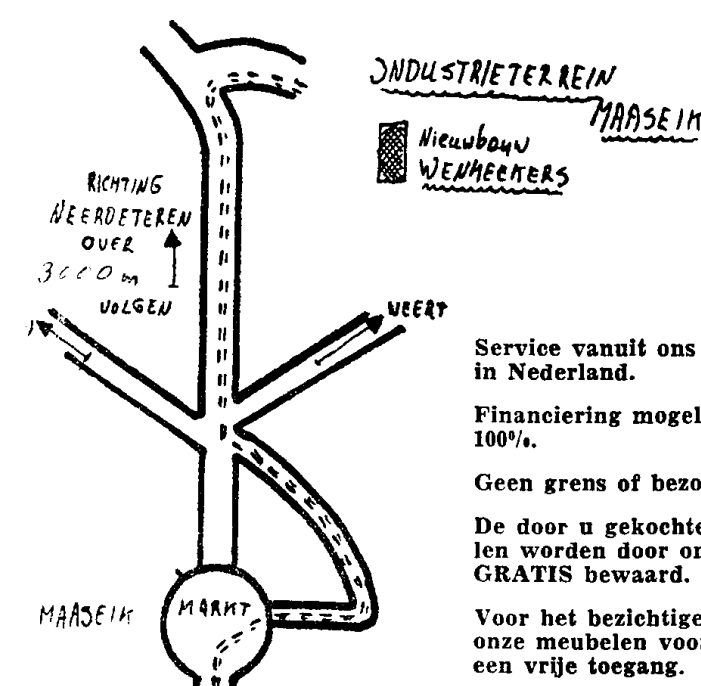 INDUSTRIETERREIN
MAASEIK
Nieuwbouw
WENMECKERS
RICHTING
NEERDETEREN
OVER
3000 m
VOLGEN
WEERT
Service vanuit ons
in Nederland.
Financiering mogel
100%.
Geen grens of bezo
De door u gekochte
len worden door on
GRATIS bewaard.
Voor het bezichtige
onze meubelen voo
een vrije toegang.
MAASEIK
MARKT